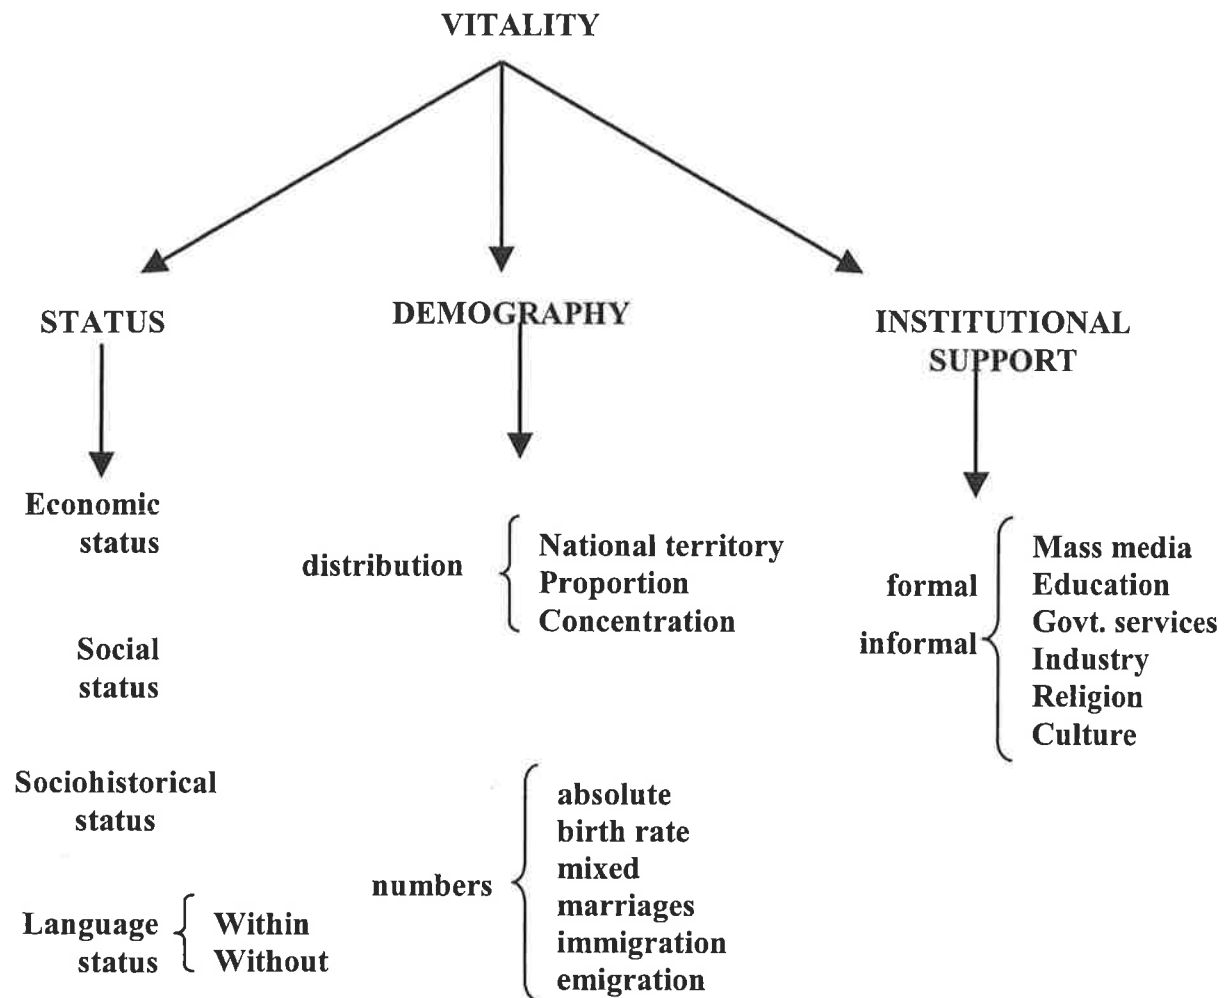 VITALITY
STATUS
DEMOGRAPHY
INSTITUTIONAL
SUPPORT
Economic
status
Social
status
Sociohistorical
status
Language
status
Within
Without
distribution
National territory
Proportion
Concentration
numbers
absolute
birth rate
mixed
marriages
immigration
emigration
formal
informal
Mass media
Education
Govt. services
Industry
Religion
Culture